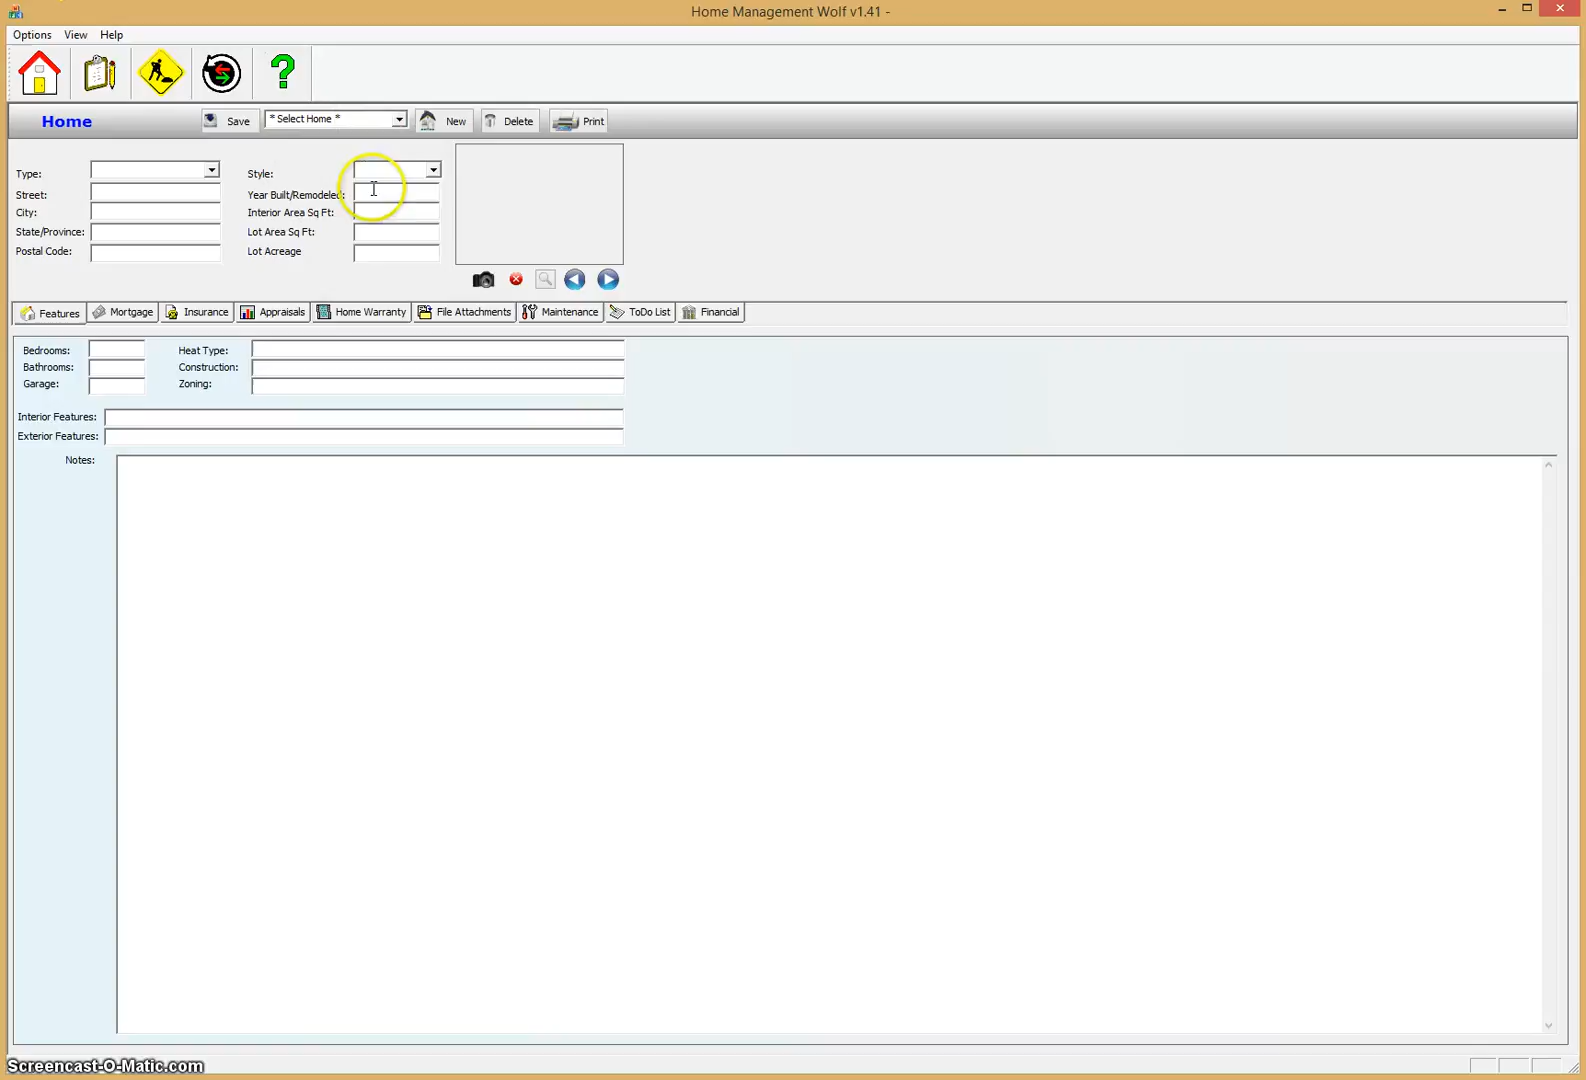 Home Management Wolf v1.41 -
Options View Help
Home Save * Select Home * New Delete Print
Type: Style:
Street: Year Built/Remodeled:
City: Interior Area Sq Ft:
State/Province: Lot Area Sq Ft:
Postal Code: Lot Acreage
Features Mortgage Insurance Appraisals Home Warranty File Attachments Maintenance ToDo List Financial
Bedrooms: Heat Type:
Bathrooms: Construction:
Garage: Zoning:
Interior Features:
Exterior Features:
Notes:
Screencast-O-Matic.com